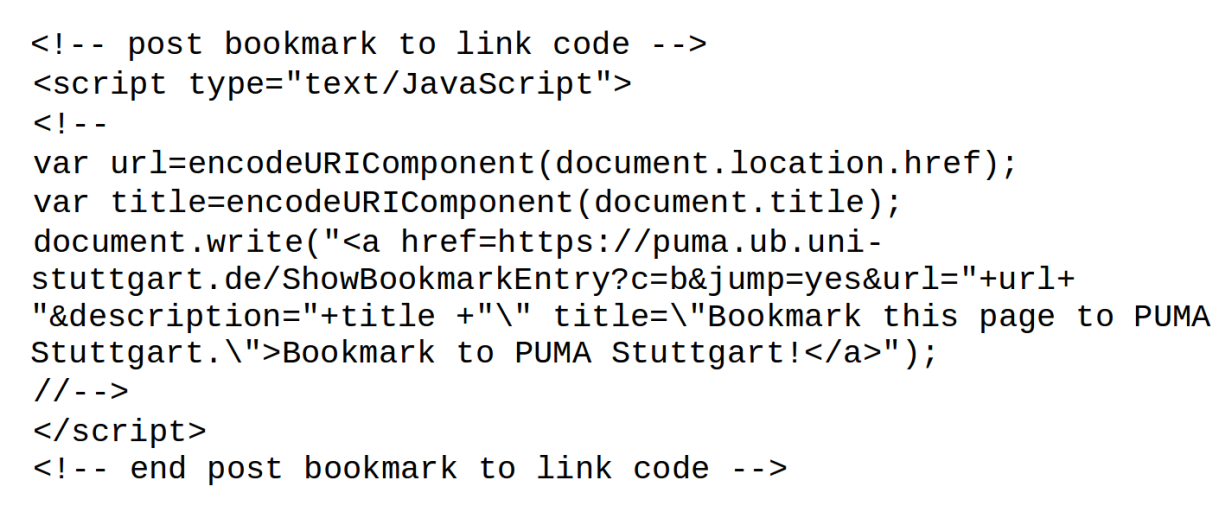 <!-- post bookmark to link code -->
<script type="text/JavaScript">
<!--
var url=encodeURIComponent(document.location.href);
var title=encodeURIComponent(document.title);
document.write("<a href=https://puma.ub.uni-
stuttgart.de/ShowBookmarkEntry?c=b&jump=yes&url="+url+
"&description="+title +"\" title=\"Bookmark this page to PUMA
Stuttgart.\">Bookmark to PUMA Stuttgart!</a>");
//-->
</script>
<!-- end post bookmark to link code -->